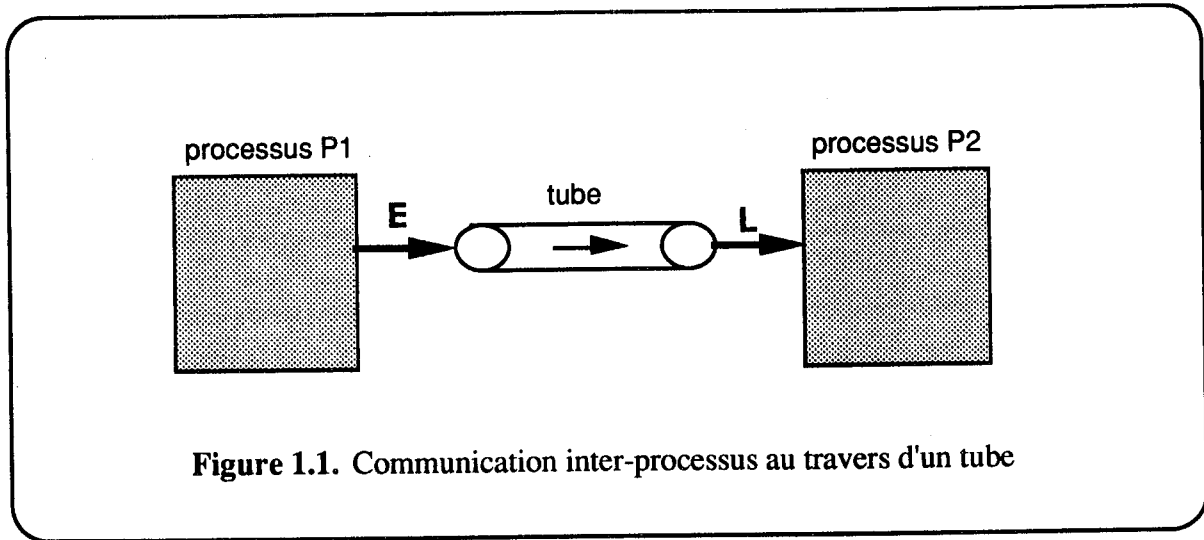 processus P1
processus P2
tube
E
L
Figure 1.1. Communication inter-processus au travers d'un tube